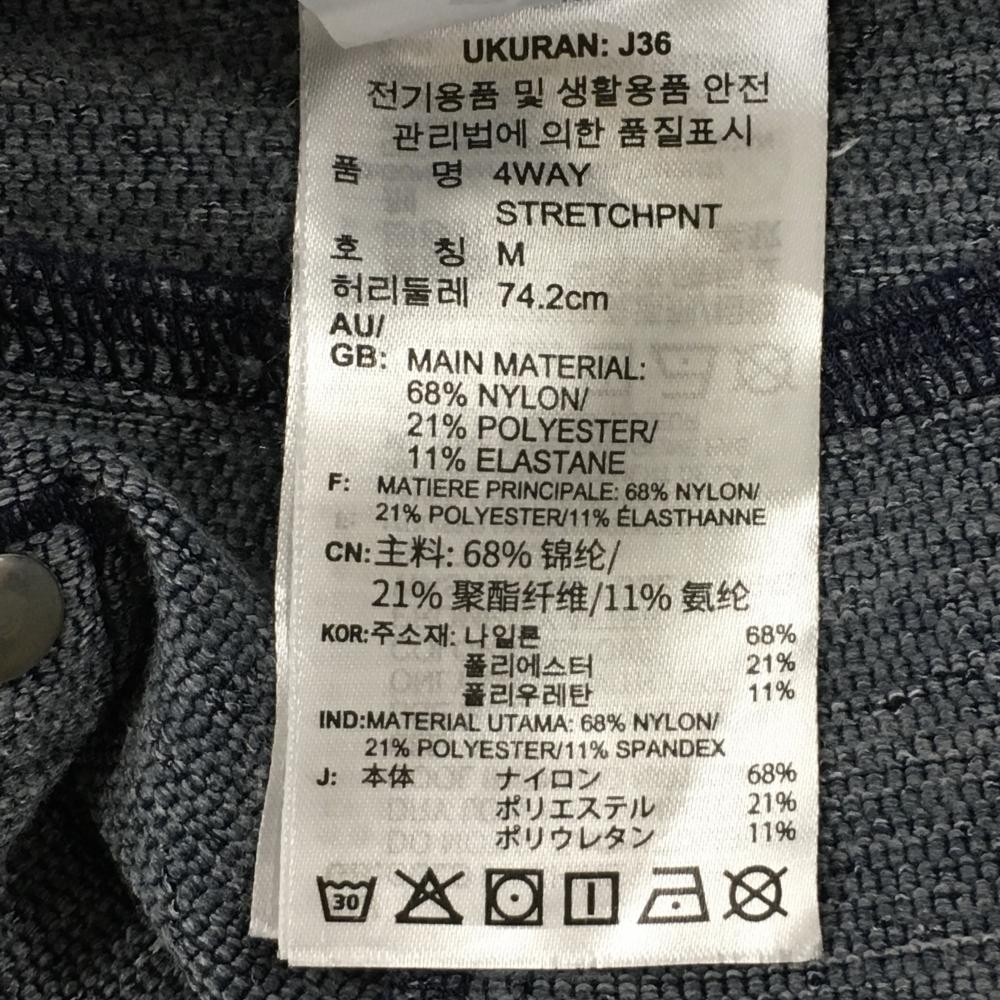 UKURAN: J36
전기용품 및 생활용품 안전
관리법에 의한 품질표시
품 명 4WAY
STRETCHPNT
호 칭 M
허리둘레 74.2cm
AU/
GB: MAIN MATERIAL:
68% NYLON/
21% POLYESTER/
11% ELASTANE
F: MATIERE PRINCIPALE: 68% NYLON/
21% POLYESTER/11% ÉLASTHANNE
CN:主料: 68% 锦纶/
21% 聚酯纤维/11% 氨纶
KOR:주소재: 나일론 68%
폴리에스터 21%
폴리우레탄 11%
IND:MATERIAL UTAMA: 68% NYLON/
21% POLYESTER/11% SPANDEX
J: 本体 ナイロン 68%
ポリエステル 21%
ポリウレタン 11%
30